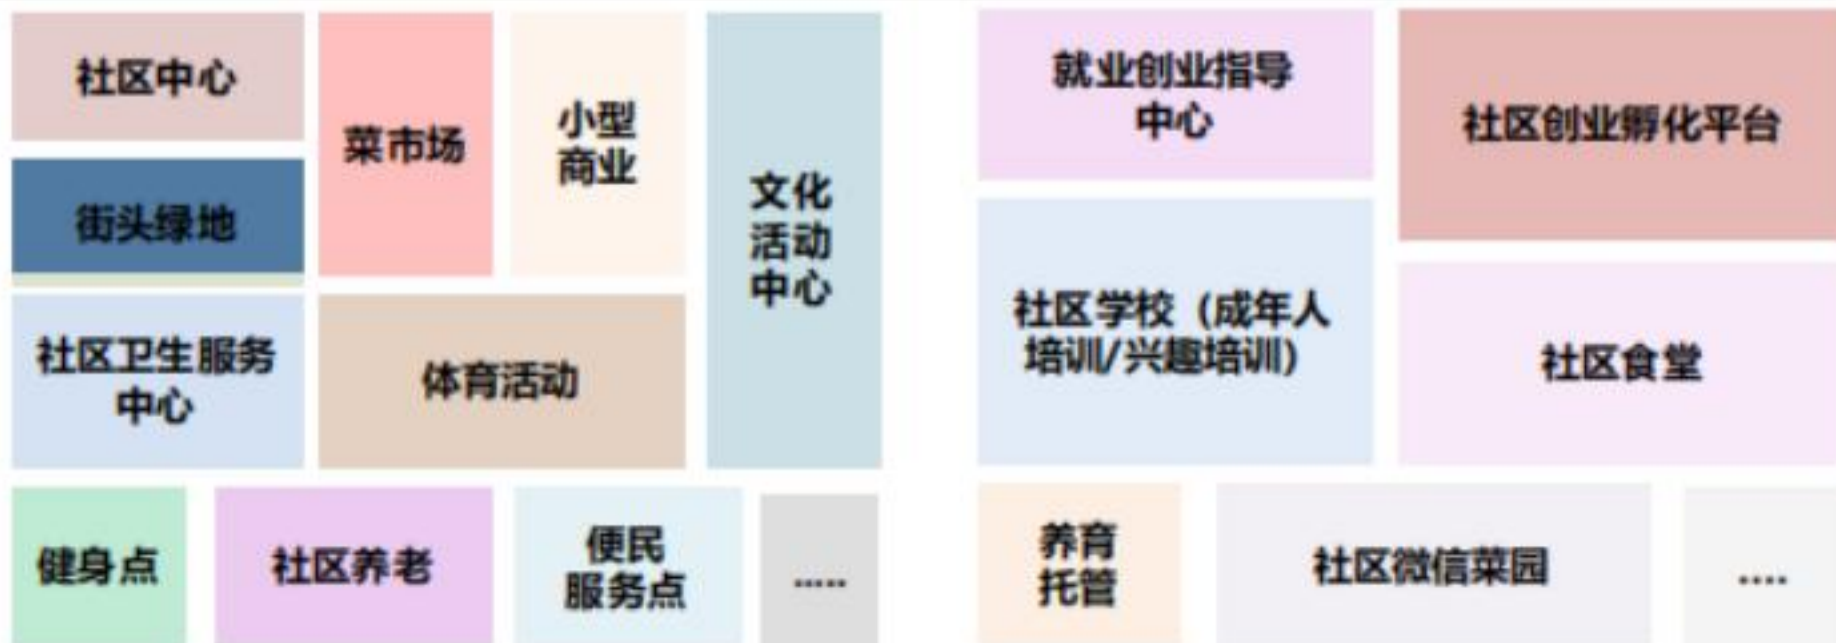 社区中心
菜市场
小型
商业
文化
活动
中心
街头绿地
社区卫生服务
中心
体育活动
健身点
社区养老
便民
服务点
.....
就业创业指导
中心
社区创业孵化平台
社区学校（成年人
培训/兴趣培训）
社区食堂
养育
托管
社区微信菜园
....